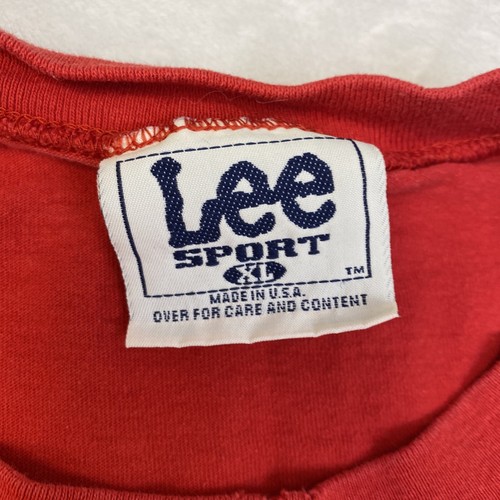 Lee
SPORT
XL
TM
MADE IN U.S.A.
OVER FOR CARE AND CONTENT